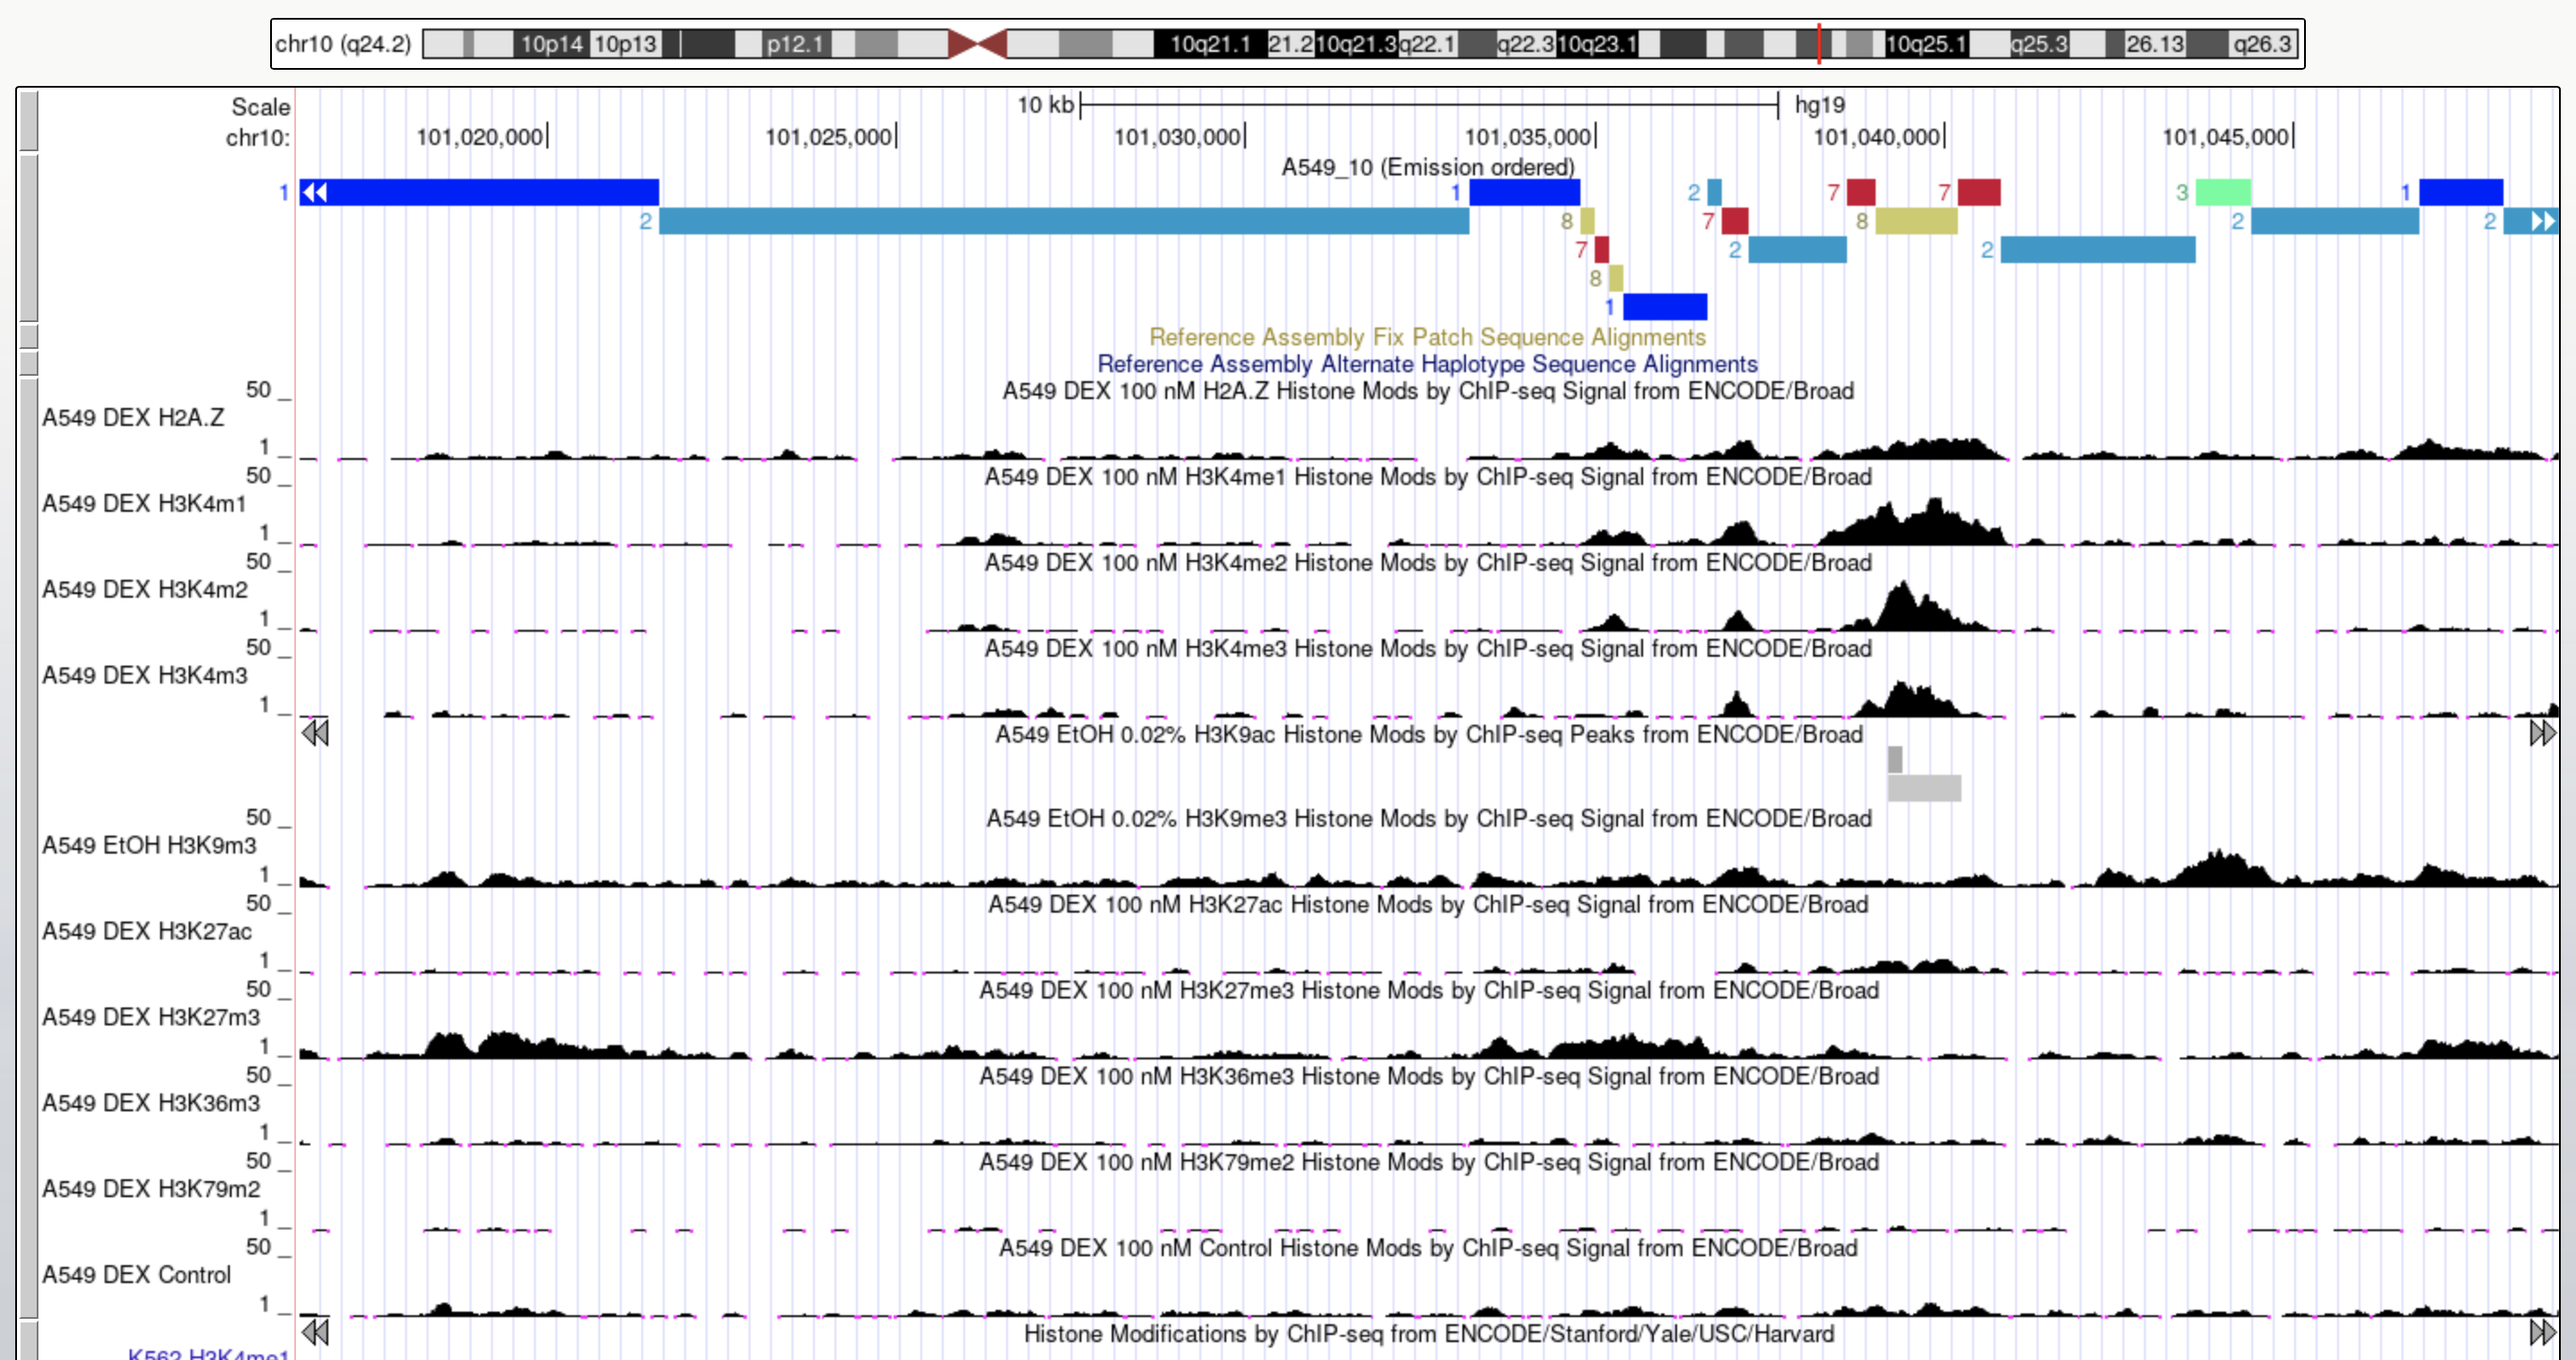 chr10 (q24.2) 10p14 10p13 p12.1 10q21.1 21.2 10q21.3 q22.1 q22.3 10q23.1 10q25.1 q25.3 26.13 q26.3
Scale 10 kb hg19
chr10: 101,020,000 101,025,000 101,030,000 101,035,000 101,040,000 101,045,000
A549_10 (Emission ordered)
1 1 2 7 7 3 1
2 8 7 8 2 2
7 2 2
8
1
Reference Assembly Fix Patch Sequence Alignments
Reference Assembly Alternate Haplotype Sequence Alignments
50 _ A549 DEX 100 nM H2A.Z Histone Mods by ChIP-seq Signal from ENCODE/Broad
A549 DEX H2A.Z
1 _
50 _ A549 DEX 100 nM H3K4me1 Histone Mods by ChIP-seq Signal from ENCODE/Broad
A549 DEX H3K4m1
1 _
50 _ A549 DEX 100 nM H3K4me2 Histone Mods by ChIP-seq Signal from ENCODE/Broad
A549 DEX H3K4m2
1 _
50 _ A549 DEX 100 nM H3K4me3 Histone Mods by ChIP-seq Signal from ENCODE/Broad
A549 DEX H3K4m3
1 _
A549 EtOH 0.02% H3K9ac Histone Mods by ChIP-seq Peaks from ENCODE/Broad
50 _ A549 EtOH 0.02% H3K9me3 Histone Mods by ChIP-seq Signal from ENCODE/Broad
A549 EtOH H3K9m3
1 _
50 _ A549 DEX 100 nM H3K27ac Histone Mods by ChIP-seq Signal from ENCODE/Broad
A549 DEX H3K27ac
1 _
50 _ A549 DEX 100 nM H3K27me3 Histone Mods by ChIP-seq Signal from ENCODE/Broad
A549 DEX H3K27m3
1 _
50 _ A549 DEX 100 nM H3K36me3 Histone Mods by ChIP-seq Signal from ENCODE/Broad
A549 DEX H3K36m3
1 _
50 _ A549 DEX 100 nM H3K79me2 Histone Mods by ChIP-seq Signal from ENCODE/Broad
A549 DEX H3K79m2
1 _
50 _ A549 DEX 100 nM Control Histone Mods by ChIP-seq Signal from ENCODE/Broad
A549 DEX Control
1 _
Histone Modifications by ChIP-seq from ENCODE/Stanford/Yale/USC/Harvard
K562 H3K4me1